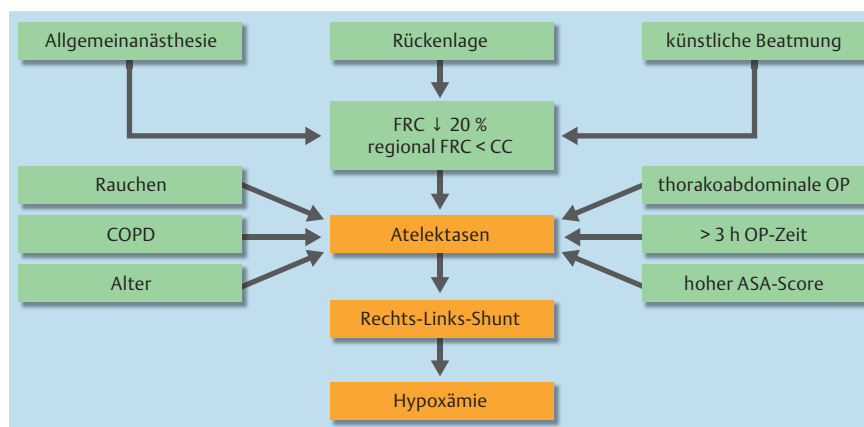 Allgemeinanästhesie
Rückenlage
künstliche Beatmung
FRC ↓ 20 %
regional FRC < CC
Rauchen
thorakoabdominale OP
COPD
Atelektasen
> 3 h OP-Zeit
Alter
hoher ASA-Score
Rechts-Links-Shunt
Hypoxämie